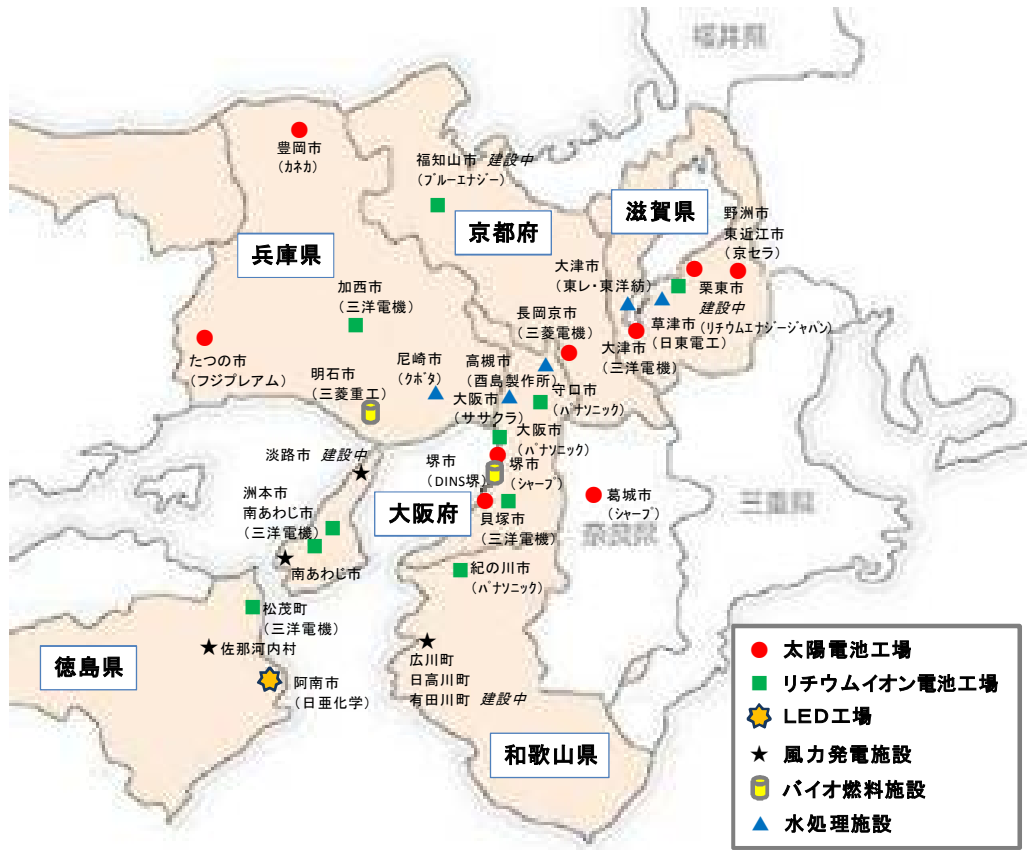 福井県
豊岡市
（カネカ）
福知山市 建設中
（ブルーエナジー）
滋賀県
京都府
兵庫県
野洲市
東近江市
（京セラ）
大津市
（東レ・東洋紡）
栗東市
建設中
（リチウムエナジージャパン）
加西市
（三洋電機）
長岡京市
（三菱電機）
草津市
（日東電工）
大津市
（三洋電機）
たつの市
（フジプレアム）
尼崎市
（クボタ）
高槻市
（酉島製作所）
明石市
（三菱重工）
大阪市
（ササクラ）
守口市
（パナソニック）
大阪市
（パナソニック）
淡路市 建設中
堺市
（DINS堺）
堺市
（シャープ）
洲本市
南あわじ市
（三洋電機）
大阪府
貝塚市
（三洋電機）
葛城市
（シャープ）
奈良県
三重県
南あわじ市
紀の川市
（パナソニック）
松茂町
（三洋電機）
佐那河内村
徳島県
阿南市
（日亜化学）
広川町
日高川町
有田川町 建設中
和歌山県
太陽電池工場
リチウムイオン電池工場
LED工場
風力発電施設
バイオ燃料施設
水処理施設